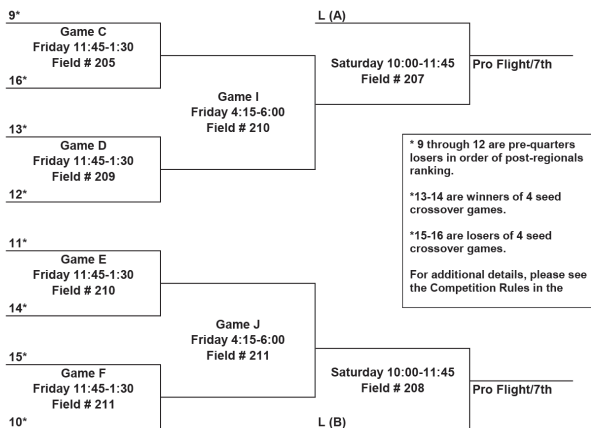 9*
Game C
Friday 11:45-1:30
Field # 205
16*
13*
Game D
Friday 11:45-1:30
Field # 209
12*
11*
Game E
Friday 11:45-1:30
Field # 210
14*
15*
Game F
Friday 11:45-1:30
Field # 211
10*
Game I
Friday 4:15-6:00
Field # 210
Game J
Friday 4:15-6:00
Field # 211
L (A)
Saturday 10:00-11:45
Field # 207
Pro Flight/7th
* 9 through 12 are pre-quarters
losers in order of post-regionals
ranking.
*13-14 are winners of 4 seed
crossover games.
*15-16 are losers of 4 seed
crossover games.
For additional details, please see
the Competition Rules in the
Saturday 10:00-11:45
Field # 208
Pro Flight/7th
L (B)